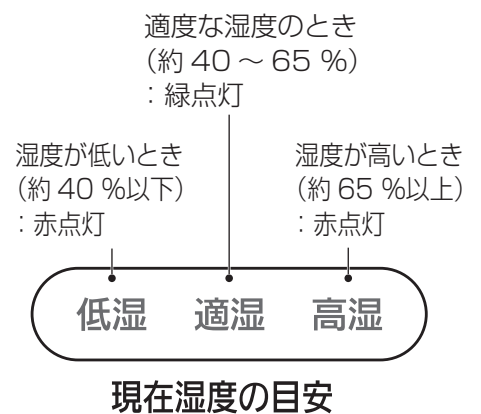 適度な湿度のとき
（約 40 ～ 65 %）
：緑点灯
湿度が低いとき
（約 40 %以下）
：赤点灯
湿度が高いとき
（約 65 %以上）
：赤点灯
低湿 適湿 高湿
現在湿度の目安